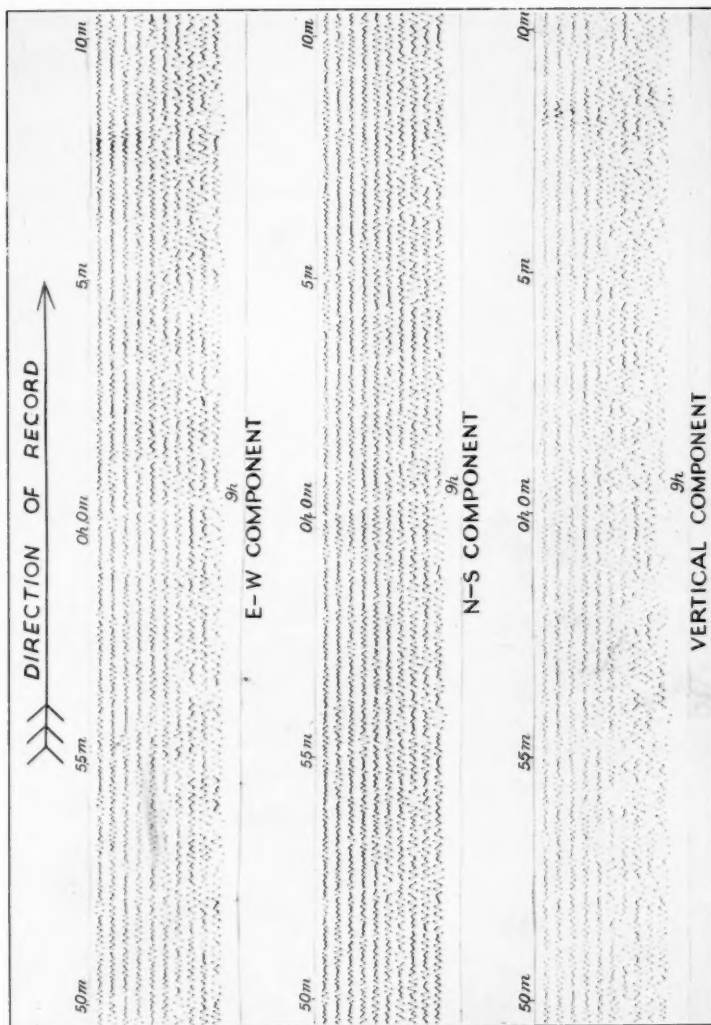 DIRECTION OF RECORD
50m 55m 0h, 0m 5m 10m
9h
E-W COMPONENT
50m 55m 0h, 0m 5m 10m
9h
N-S COMPONENT
50m 55m 0h, 0m 5m 10m
9h
VERTICAL COMPONENT